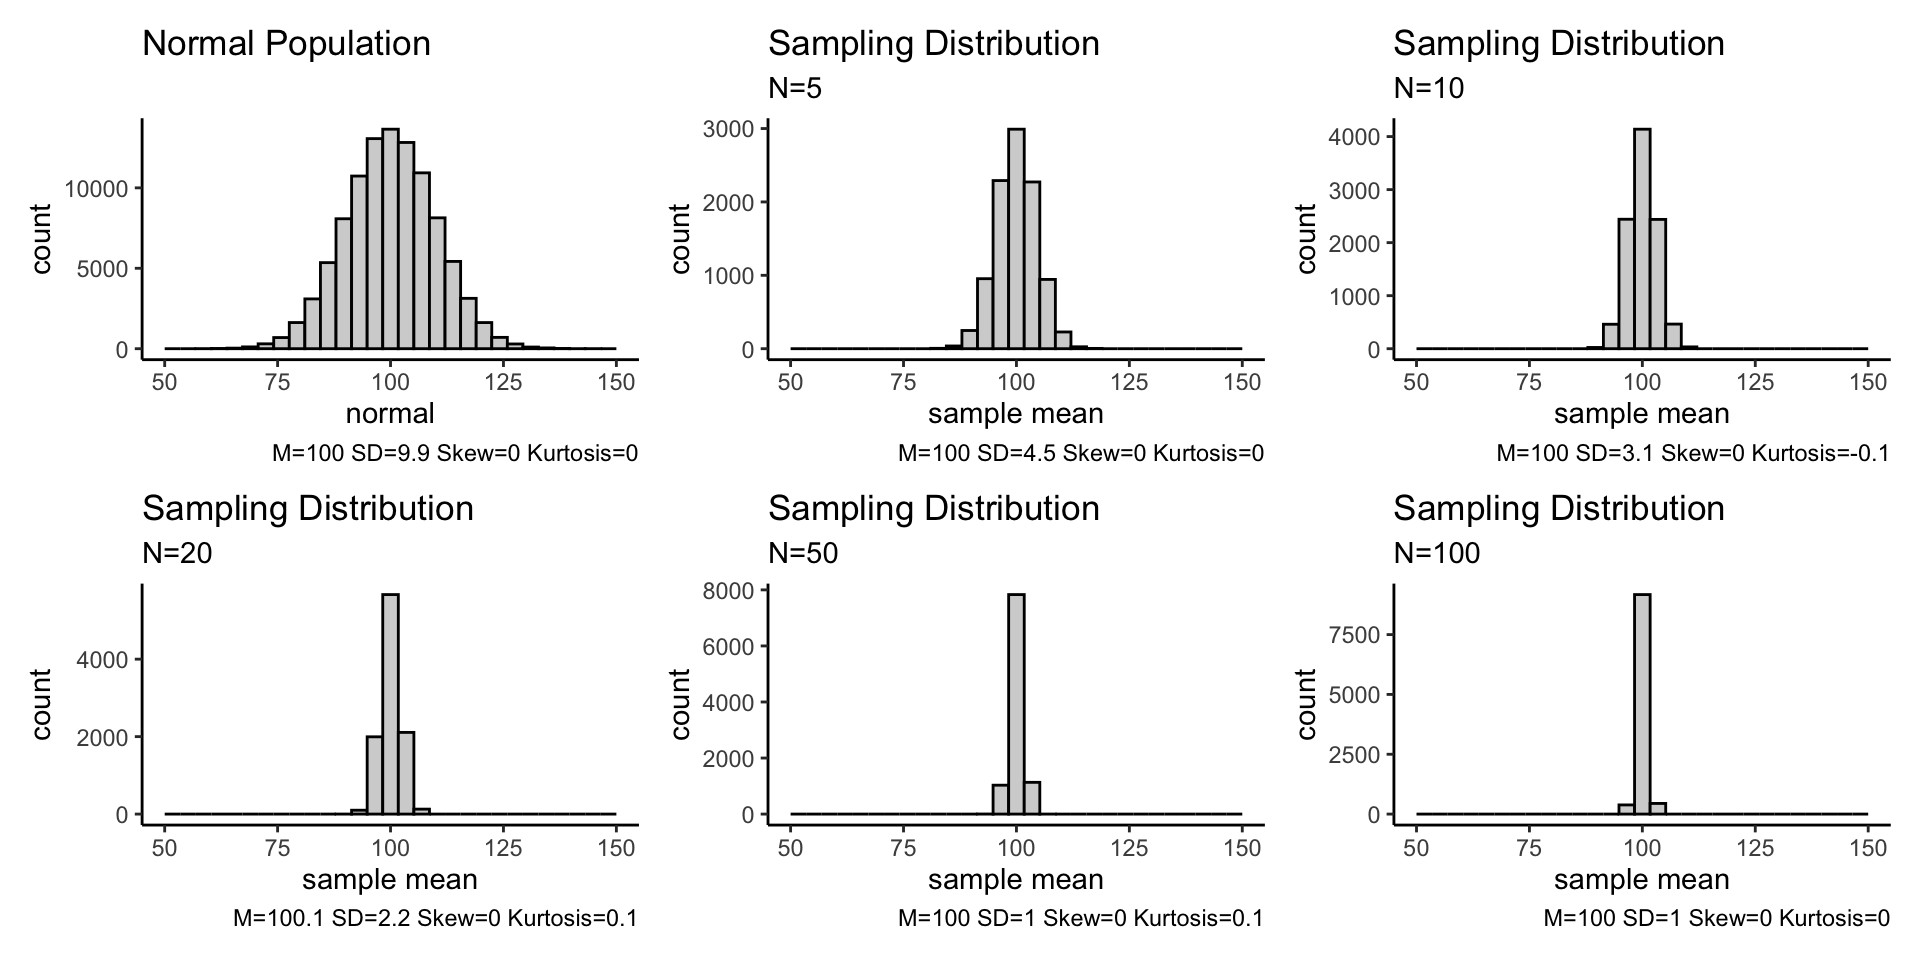 Normal Population
count
10000
5000
0
50 75 100 125 150
normal
M=100 SD=9.9 Skew=0 Kurtosis=0
Sampling Distribution
N=5
count
3000
2000
1000
0
50 75 100 125 150
sample mean
M=100 SD=4.5 Skew=0 Kurtosis=0
Sampling Distribution
N=10
count
4000
3000
2000
1000
0
50 75 100 125 150
sample mean
M=100 SD=3.1 Skew=0 Kurtosis=-0.1
Sampling Distribution
N=20
count
4000
2000
0
50 75 100 125 150
sample mean
M=100.1 SD=2.2 Skew=0 Kurtosis=0.1
Sampling Distribution
N=50
count
8000
6000
4000
2000
0
50 75 100 125 150
sample mean
M=100 SD=1 Skew=0 Kurtosis=0.1
Sampling Distribution
N=100
count
7500
5000
2500
0
50 75 100 125 150
sample mean
M=100 SD=1 Skew=0 Kurtosis=0